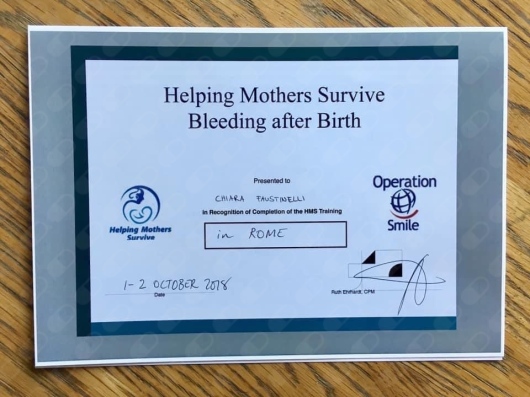 Helping Mothers Survive
Bleeding after Birth
Presented to
CHIARA FAUSTINELLI
in Recognition of Completion of the HMS Training
in ROME
Helping Mothers
Survive
Operation
Smile
1-2 OCTOBER 2018
Date
Ruth Ehrhardt, CPM